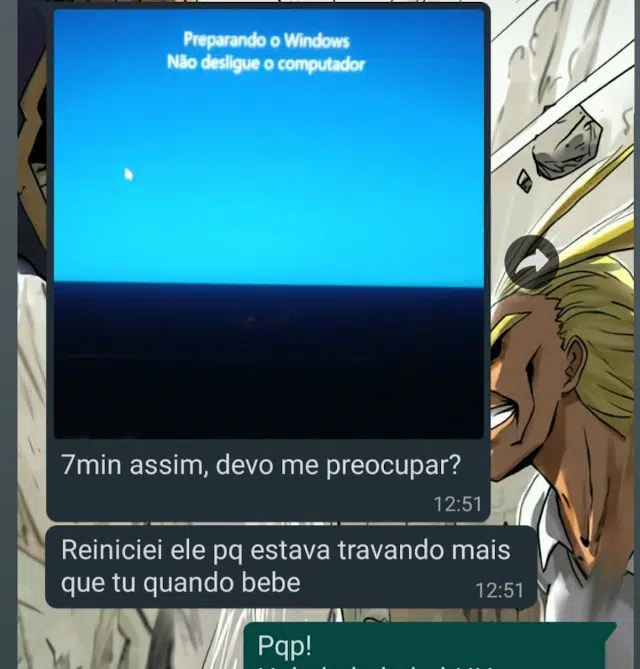 Preparando o Windows
Não desligue o computador
7min assim, devo me preocupar?
12:51
Reiniciei ele pq estava travando mais
que tu quando bebe
12:51
Pqp!